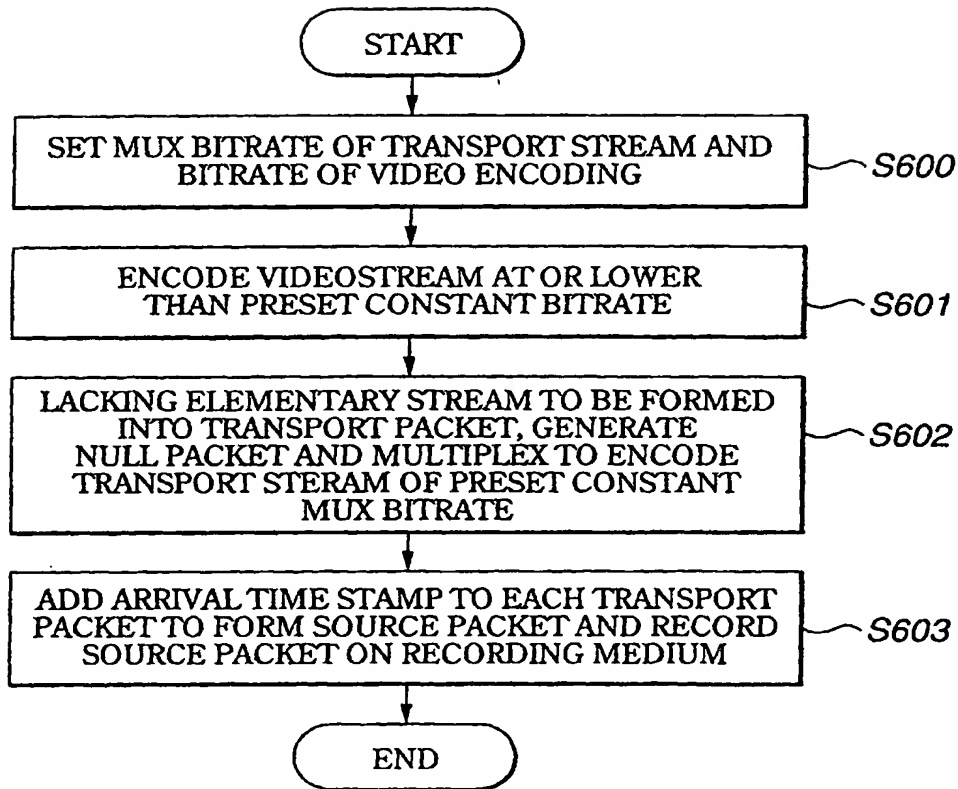 START
SET MUX BITRATE OF TRANSPORT STREAM AND
BITRATE OF VIDEO ENCODING
S600
ENCODE VIDEOSTREAM AT OR LOWER
THAN PRESET CONSTANT BITRATE
S601
LACKING ELEMENTARY STREAM TO BE FORMED
INTO TRANSPORT PACKET, GENERATE
NULL PACKET AND MULTIPLEX TO ENCODE
TRANSPORT STERAM OF PRESET CONSTANT
MUX BITRATE
S602
ADD ARRIVAL TIME STAMP TO EACH TRANSPORT
PACKET TO FORM SOURCE PACKET AND RECORD
SOURCE PACKET ON RECORDING MEDIUM
S603
END